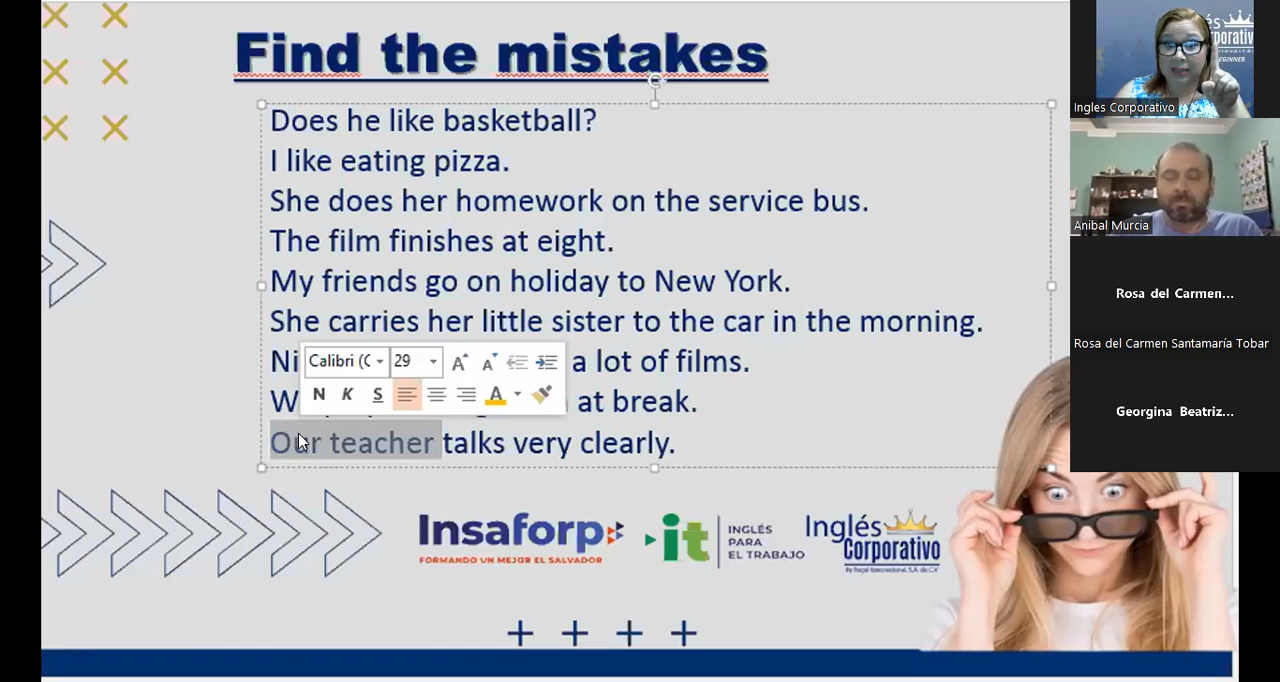 Find the mistakes
Does he like basketball?
I like eating pizza.
She does her homework on the service bus.
The film finishes at eight.
My friends go on holiday to New York.
She carries her little sister to the car in the morning.
a lot of films.
at break.
Our teacher talks very clearly.
Calibri (C
29
N K S A
Insaforp
FORMANDO UN MEJOR EL SALVADOR
it
INGLÉS
PARA
EL TRABAJO
Inglés
Corporativo
Ingles Corporativo
Anibal Murcia
Rosa del Carmen...
Rosa del Carmen Santamaría Tobar
Georgina Beatriz...